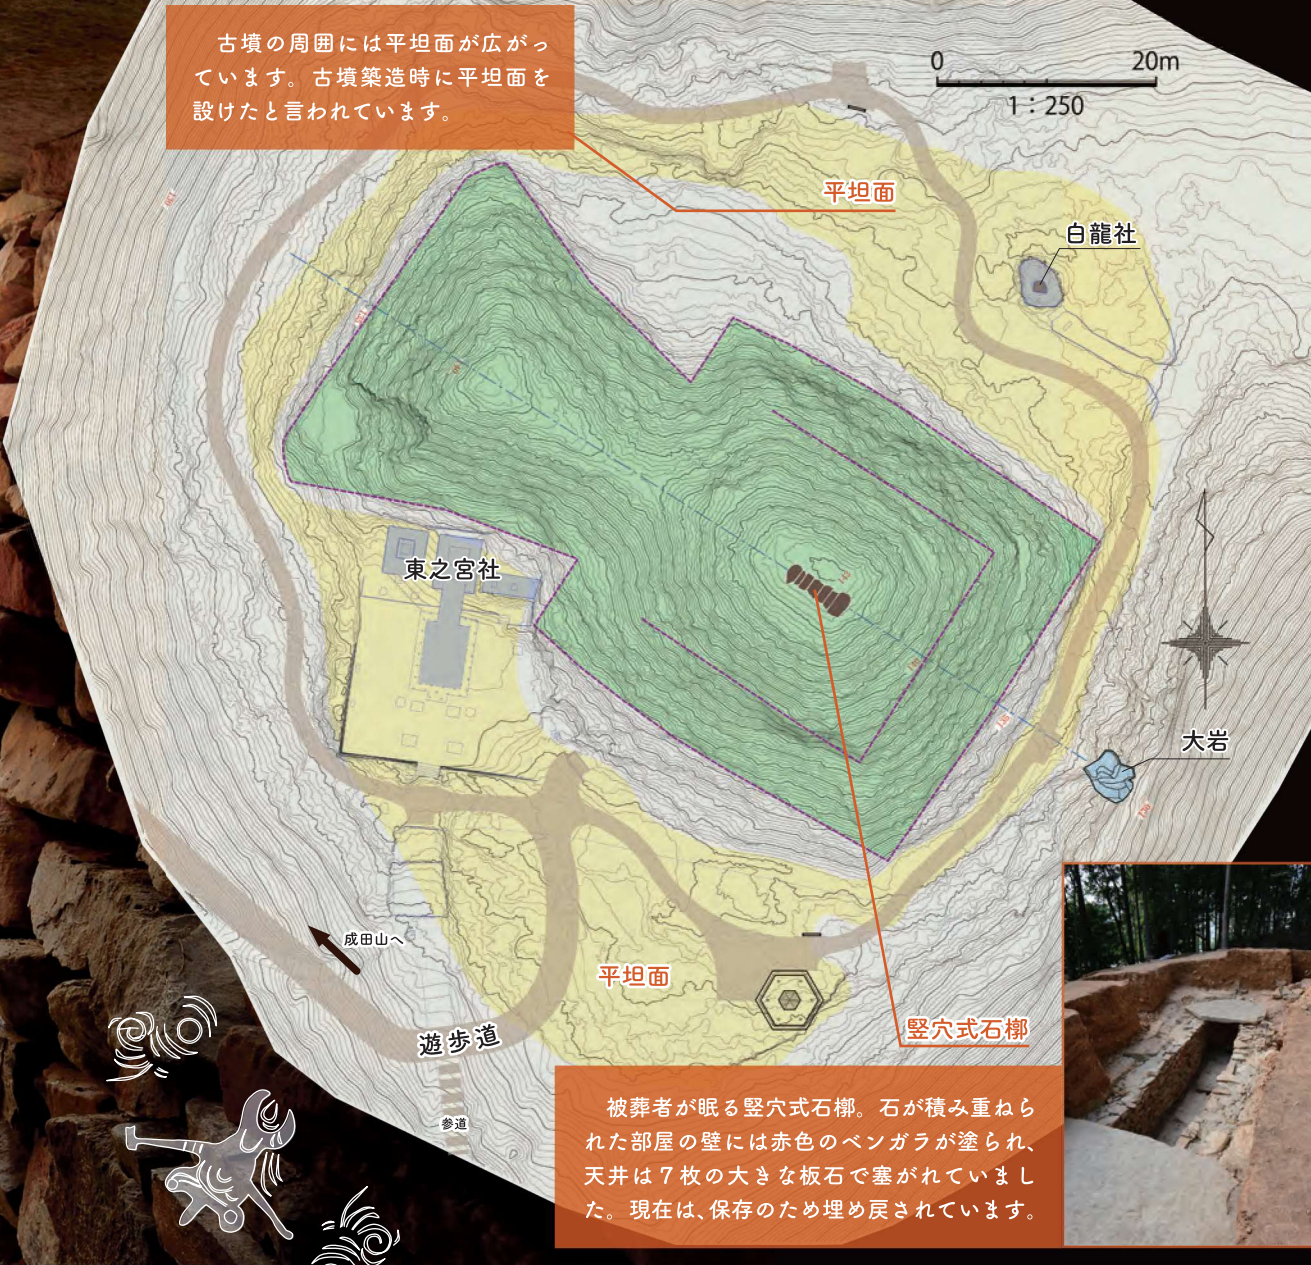 古墳の周囲には平坦面が広がっ
ています。古墳築造時に平坦面を
設けたと言われています。
0 20m
1：250
平坦面
白龍社
東之宮社
大岩
成田山へ
平坦面
遊歩道
竪穴式石槨
参道
被葬者が眠る竪穴式石槨。石が積み重ねら
れた部屋の壁には赤色のベンガラが塗られ、
天井は７枚の大きな板石で塞がれていまし
た。現在は、保存のため埋め戻されています。